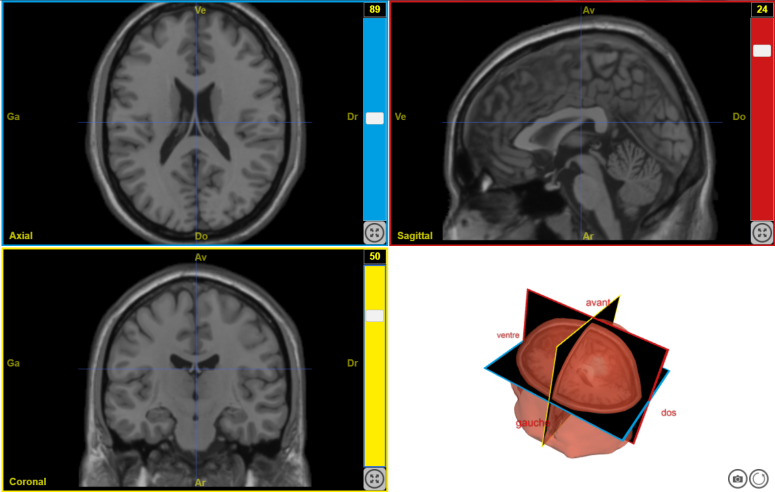 Ve
89
Ga
Dr
Axial
Do
Av
24
Ve
Do
Sagittal
Ar
Av
50
Ga
Dr
Coronal
Ar
avant
ventre
dos
gauche